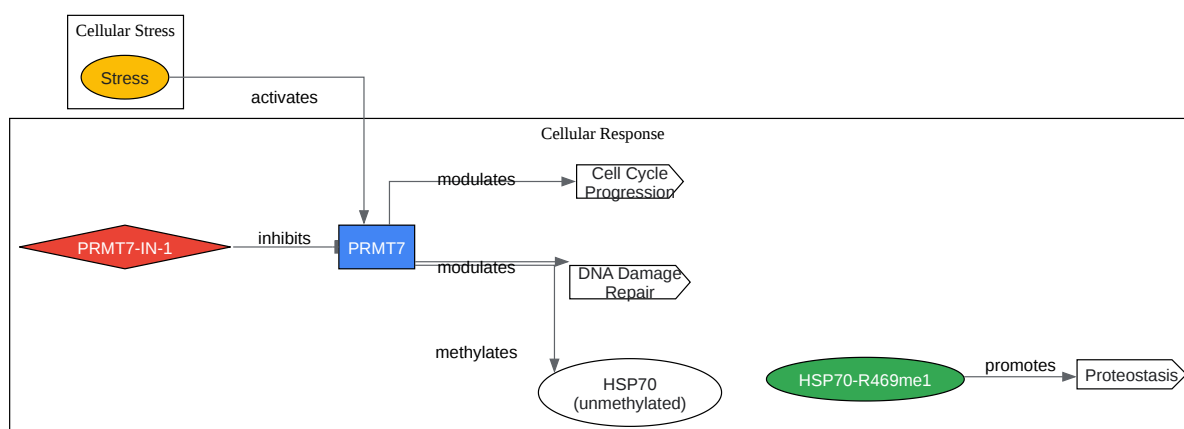 Cellular Stress
Stress
activates
Cellular Response
modulates
Cell Cycle
Progression
PRMT7-IN-1
inhibits
PRMT7
modulates
DNA Damage
Repair
methylates
HSP70
(unmethylated)
HSP70-R469me1
promotes
Proteostasis